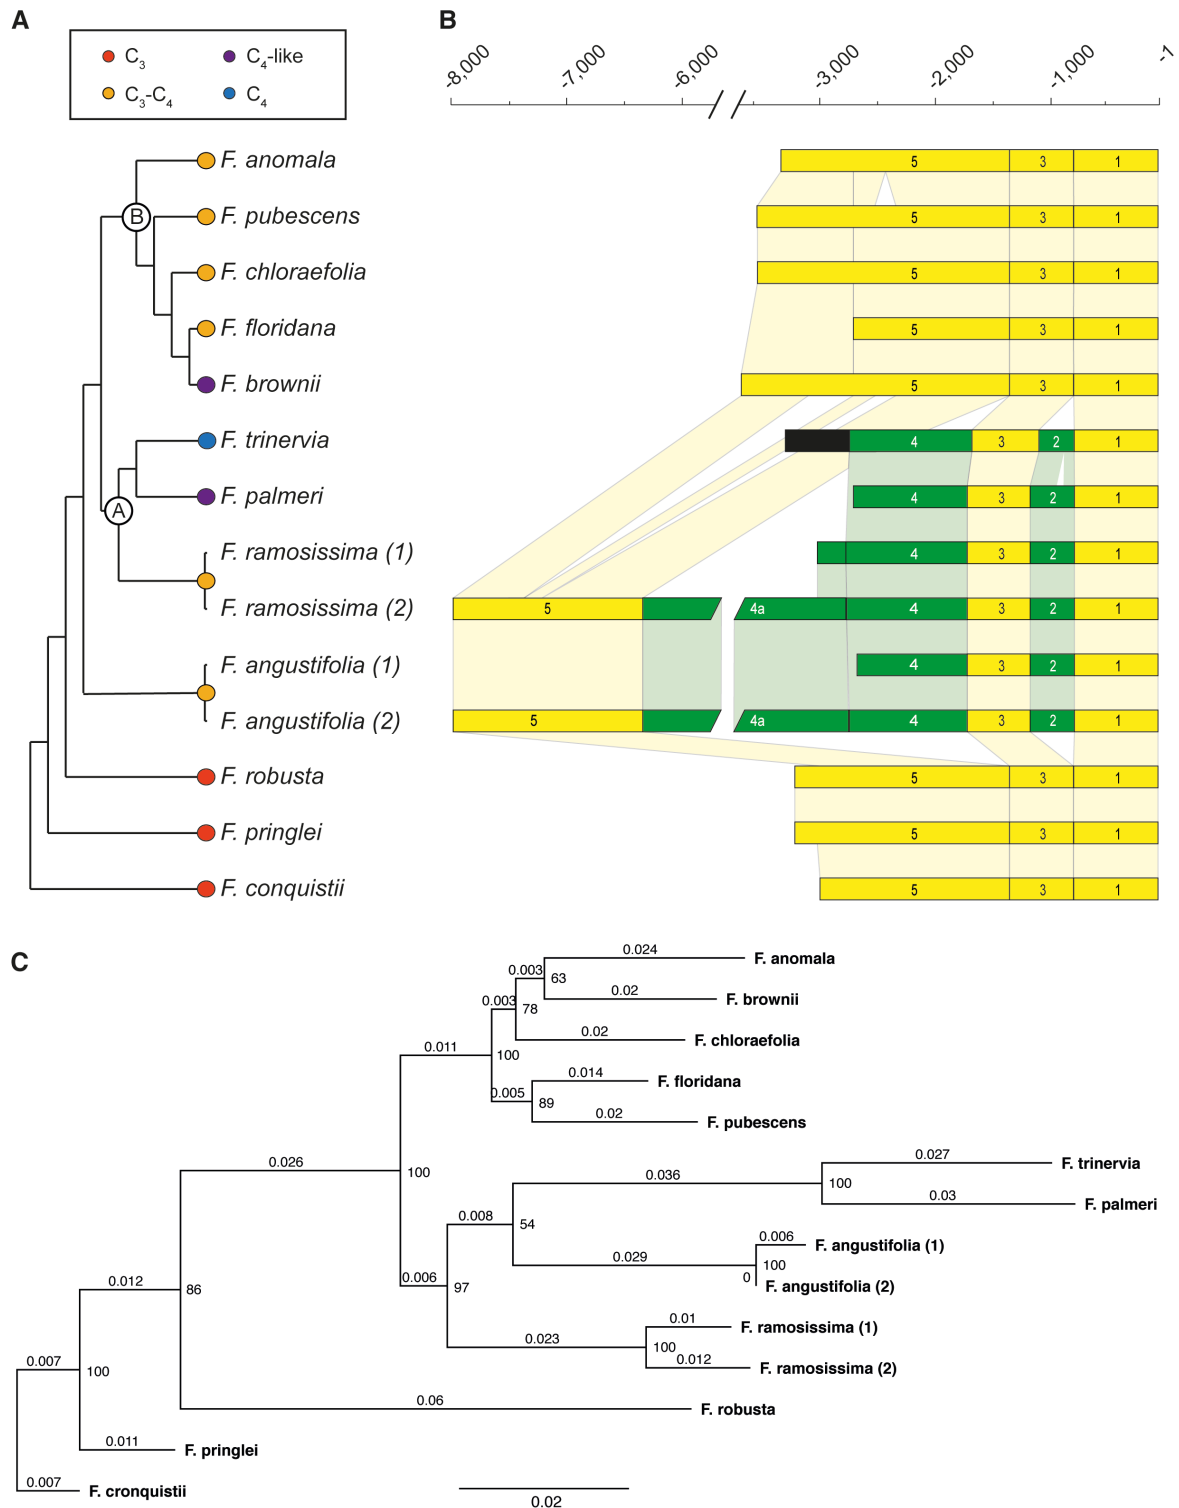 A
B
C3
C4-like
C3-C4
C4
-8,000
-7,000
-6,000
-3,000
-2,000
-1,000
-1
F. anomala
5 3 1
B
F. pubescens
5 3 1
F. chloraefolia
5 3 1
F. floridana
5 3 1
F. brownii
5 3 1
F. trinervia
4 3 2 1
F. palmeri
4 3 2 1
A
F. ramosissima (1)
4 3 2 1
F. ramosissima (2)
5 4a 4 3 2 1
F. angustifolia (1)
4 3 2 1
F. angustifolia (2)
5 4a 4 3 2 1
F. robusta
5 3 1
F. pringlei
5 3 1
F. conquistii
5 3 1
C
0.024
F. anomala
0.003
63
0.02
F. brownii
0.003
78
0.02
F. chloraefolia
0.011
100
0.014
F. floridana
0.005
89
0.02
F. pubescens
0.026
100
0.027
F. trinervia
0.036
100
0.03
F. palmeri
0.008
54
0.006
F. angustifolia (1)
0.029
100
0
F. angustifolia (2)
0.006
97
0.01
F. ramosissima (1)
0.023
100
0.012
F. ramosissima (2)
0.012
86
0.06
F. robusta
0.007
100
0.011
F. pringlei
0.007
F. cronquistii
0.02